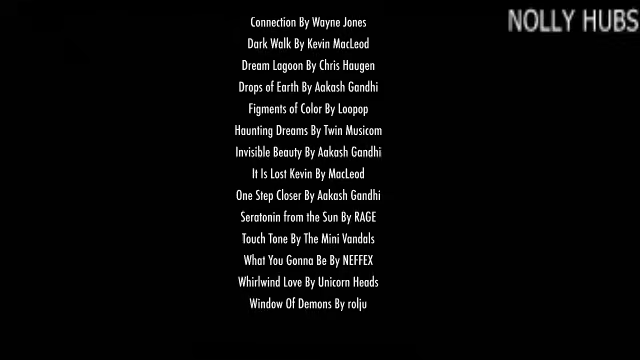 NOLLY HUBS
Connection By Wayne Jones
Dark Walk By Kevin MacLeod
Dream Lagoon By Chris Haugen
Drops of Earth By Aakash Gandhi
Figments of Color By Loopop
Haunting Dreams By Twin Musicom
Invisible Beauty By Aakash Gandhi
It Is Lost Kevin By MacLeod
One Step Closer By Aakash Gandhi
Seratonin from the Sun By RAGE
Touch Tone By The Mini Vandals
What You Gonna Be By NEFFEX
Whirlwind Love By Unicorn Heads
Window Of Demons By rolju